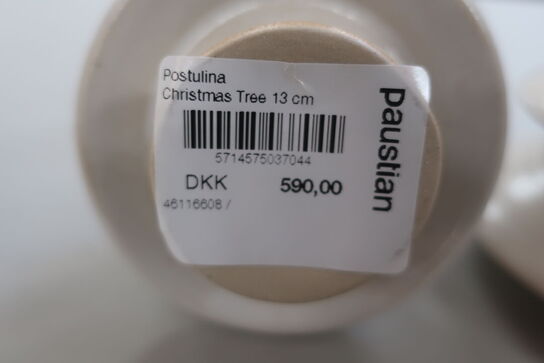 Postulina
Christmas Tree 13 cm
5714575037044
DKK 590,00
46116608 /
paustian